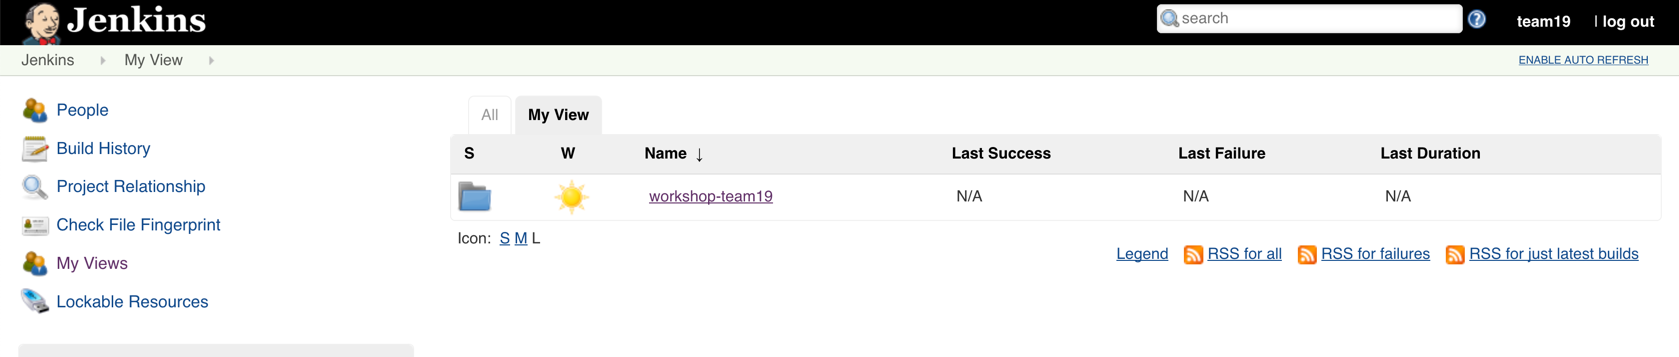 Jenkins
search
team19 | log out
Jenkins My View
ENABLE AUTO REFRESH
People
Build History
Project Relationship
Check File Fingerprint
My Views
Lockable Resources
All My View
S W Name ↓ Last Success Last Failure Last Duration
workshop-team19 N/A N/A N/A
Icon: S M L
Legend RSS for all RSS for failures RSS for just latest builds